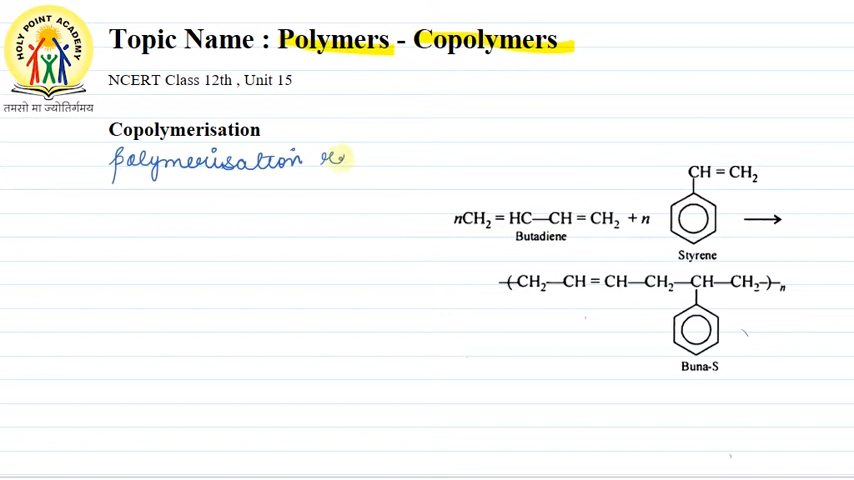 HOLY POINT ACADEMY
तमसो मा ज्योतिर्गमय
Topic Name : Polymers - Copolymers
NCERT Class 12th , Unit 15
Copolymerisation
polymerisation
CH = CH₂
nCH₂ = HC—CH = CH₂ + n ⟶
Butadiene
Styrene
-(CH₂—CH = CH—CH₂—CH—CH₂-)-n
Buna-S